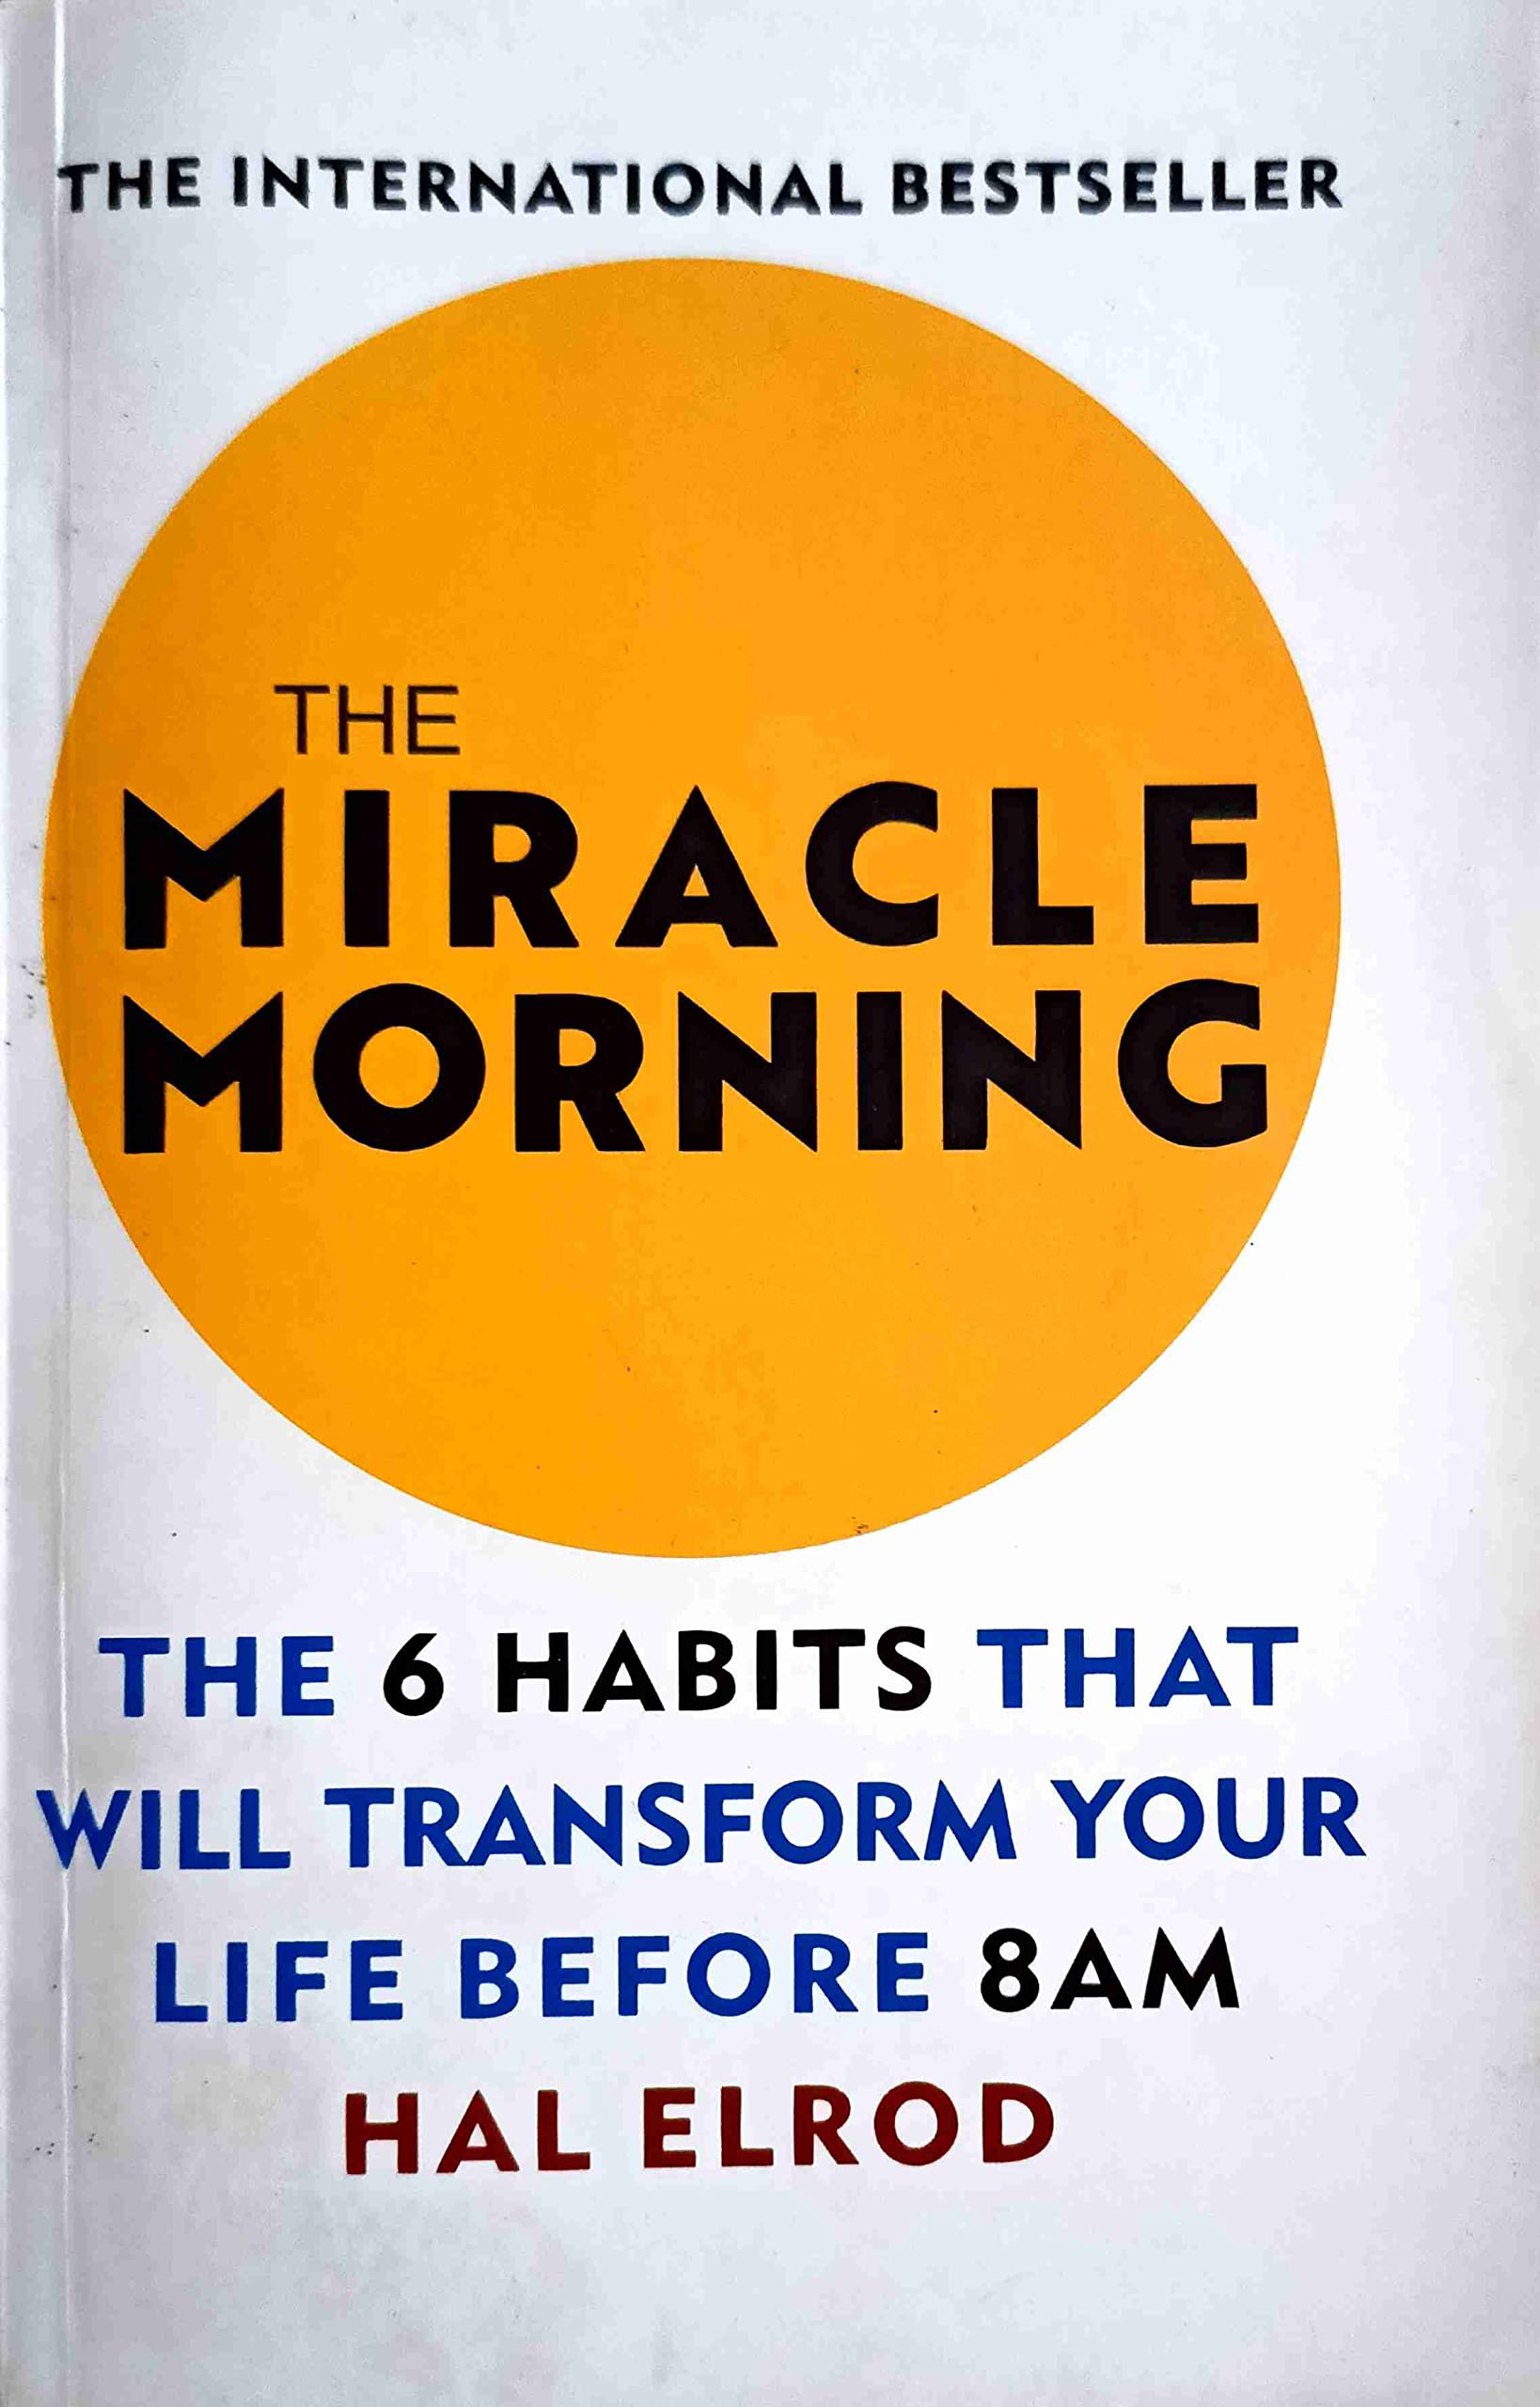 THE INTERNATIONAL BESTSELLER
THE
MIRACLE
MORNING
THE 6 HABITS THAT
WILL TRANSFORM YOUR
LIFE BEFORE 8AM
HAL ELROD